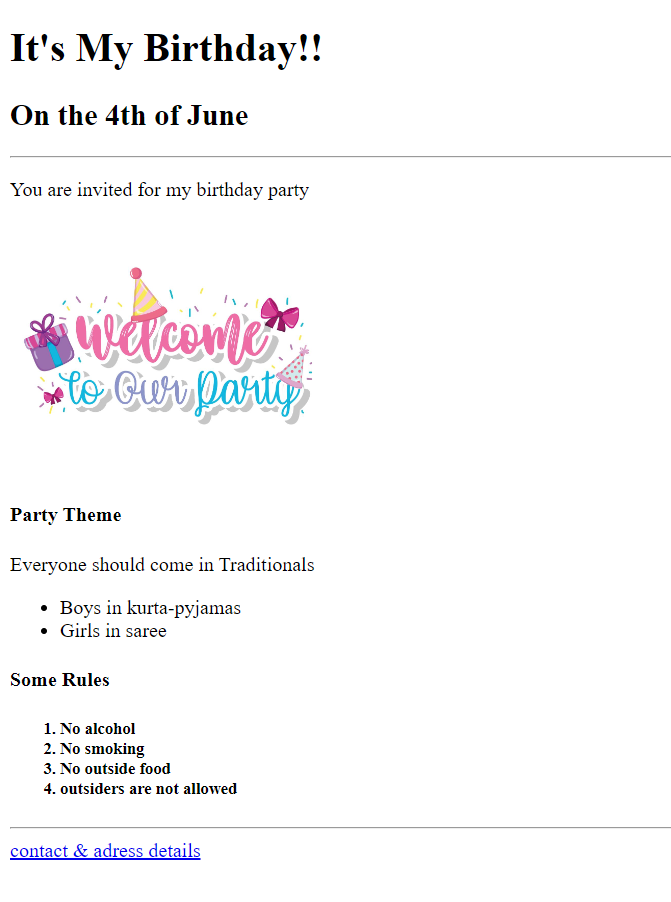 It's My Birthday!!
On the 4th of June
You are invited for my birthday party
Welcome
to Our Party
Party Theme
Everyone should come in Traditionals
• Boys in kurta-pyjamas
• Girls in saree
Some Rules
1. No alcohol
2. No smoking
3. No outside food
4. outsiders are not allowed
contact & adress details